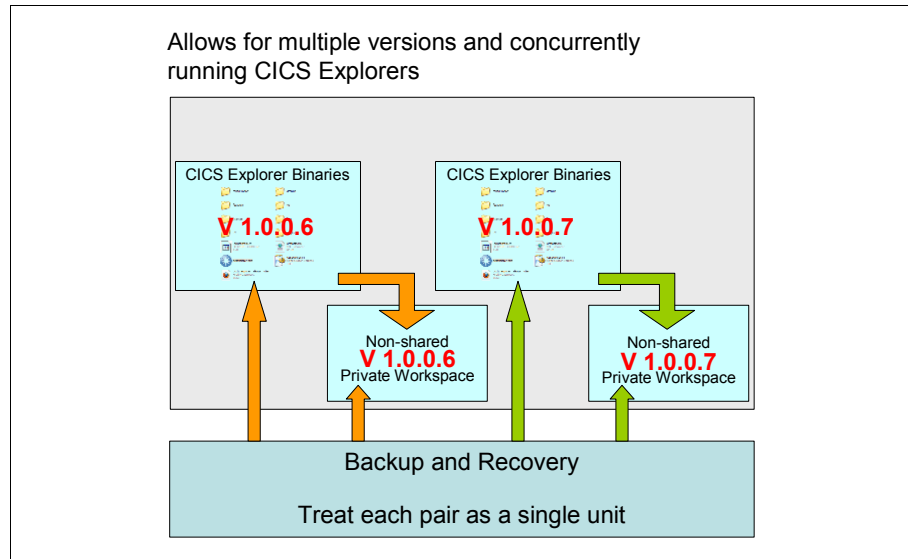 Allows for multiple versions and concurrently
running CICS Explorers
CICS Explorer Binaries
V 1.0.0.6
CICS Explorer Binaries
V 1.0.0.7
Non-shared
V 1.0.0.6
Private Workspace
Non-shared
V 1.0.0.7
Private Workspace
Backup and Recovery
Treat each pair as a single unit